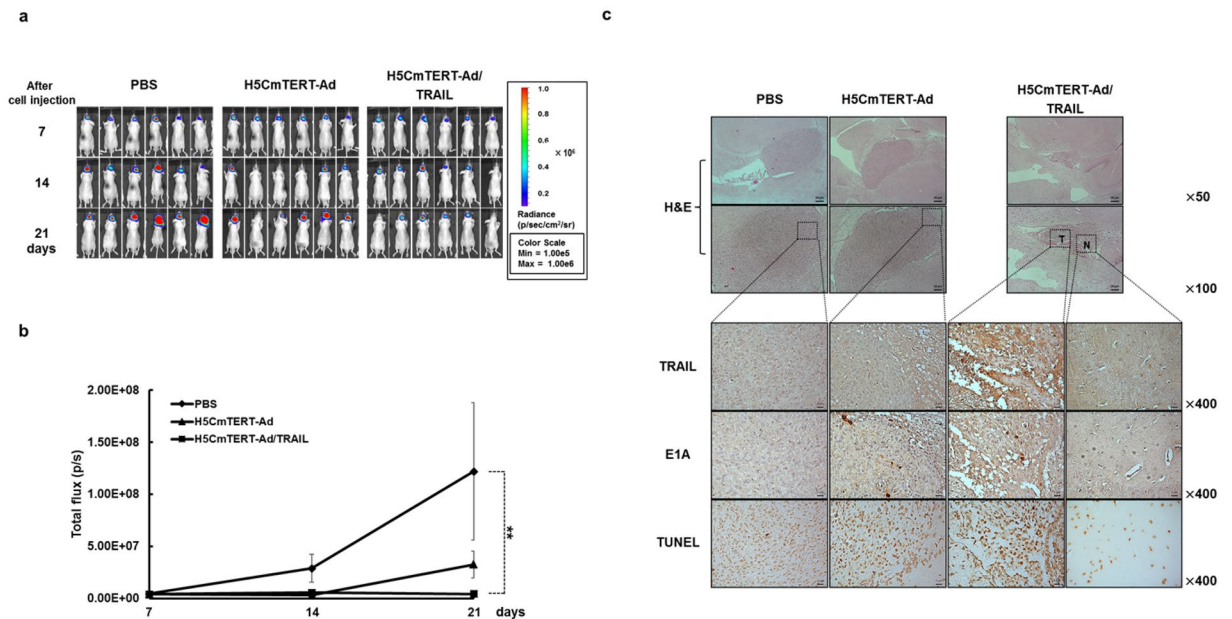 a
After
cell injection
PBS
H5CmTERT-Ad
H5CmTERT-Ad/
TRAIL
7
14
21
days
1.0
0.8
0.6
× 10⁶
0.4
0.2
Radiance
(p/sec/cm²/sr)
Color Scale
Min = 1.00e5
Max = 1.00e6
b
2.00E+08
1.50E+08
1.00E+08
5.00E+07
0.00E+00
Total flux (p/s)
PBS
H5CmTERT-Ad
H5CmTERT-Ad/TRAIL
**
7
14
21
days
c
PBS
H5CmTERT-Ad
H5CmTERT-Ad/
TRAIL
H&E
×50
T
N
×100
TRAIL
×400
E1A
×400
TUNEL
×400